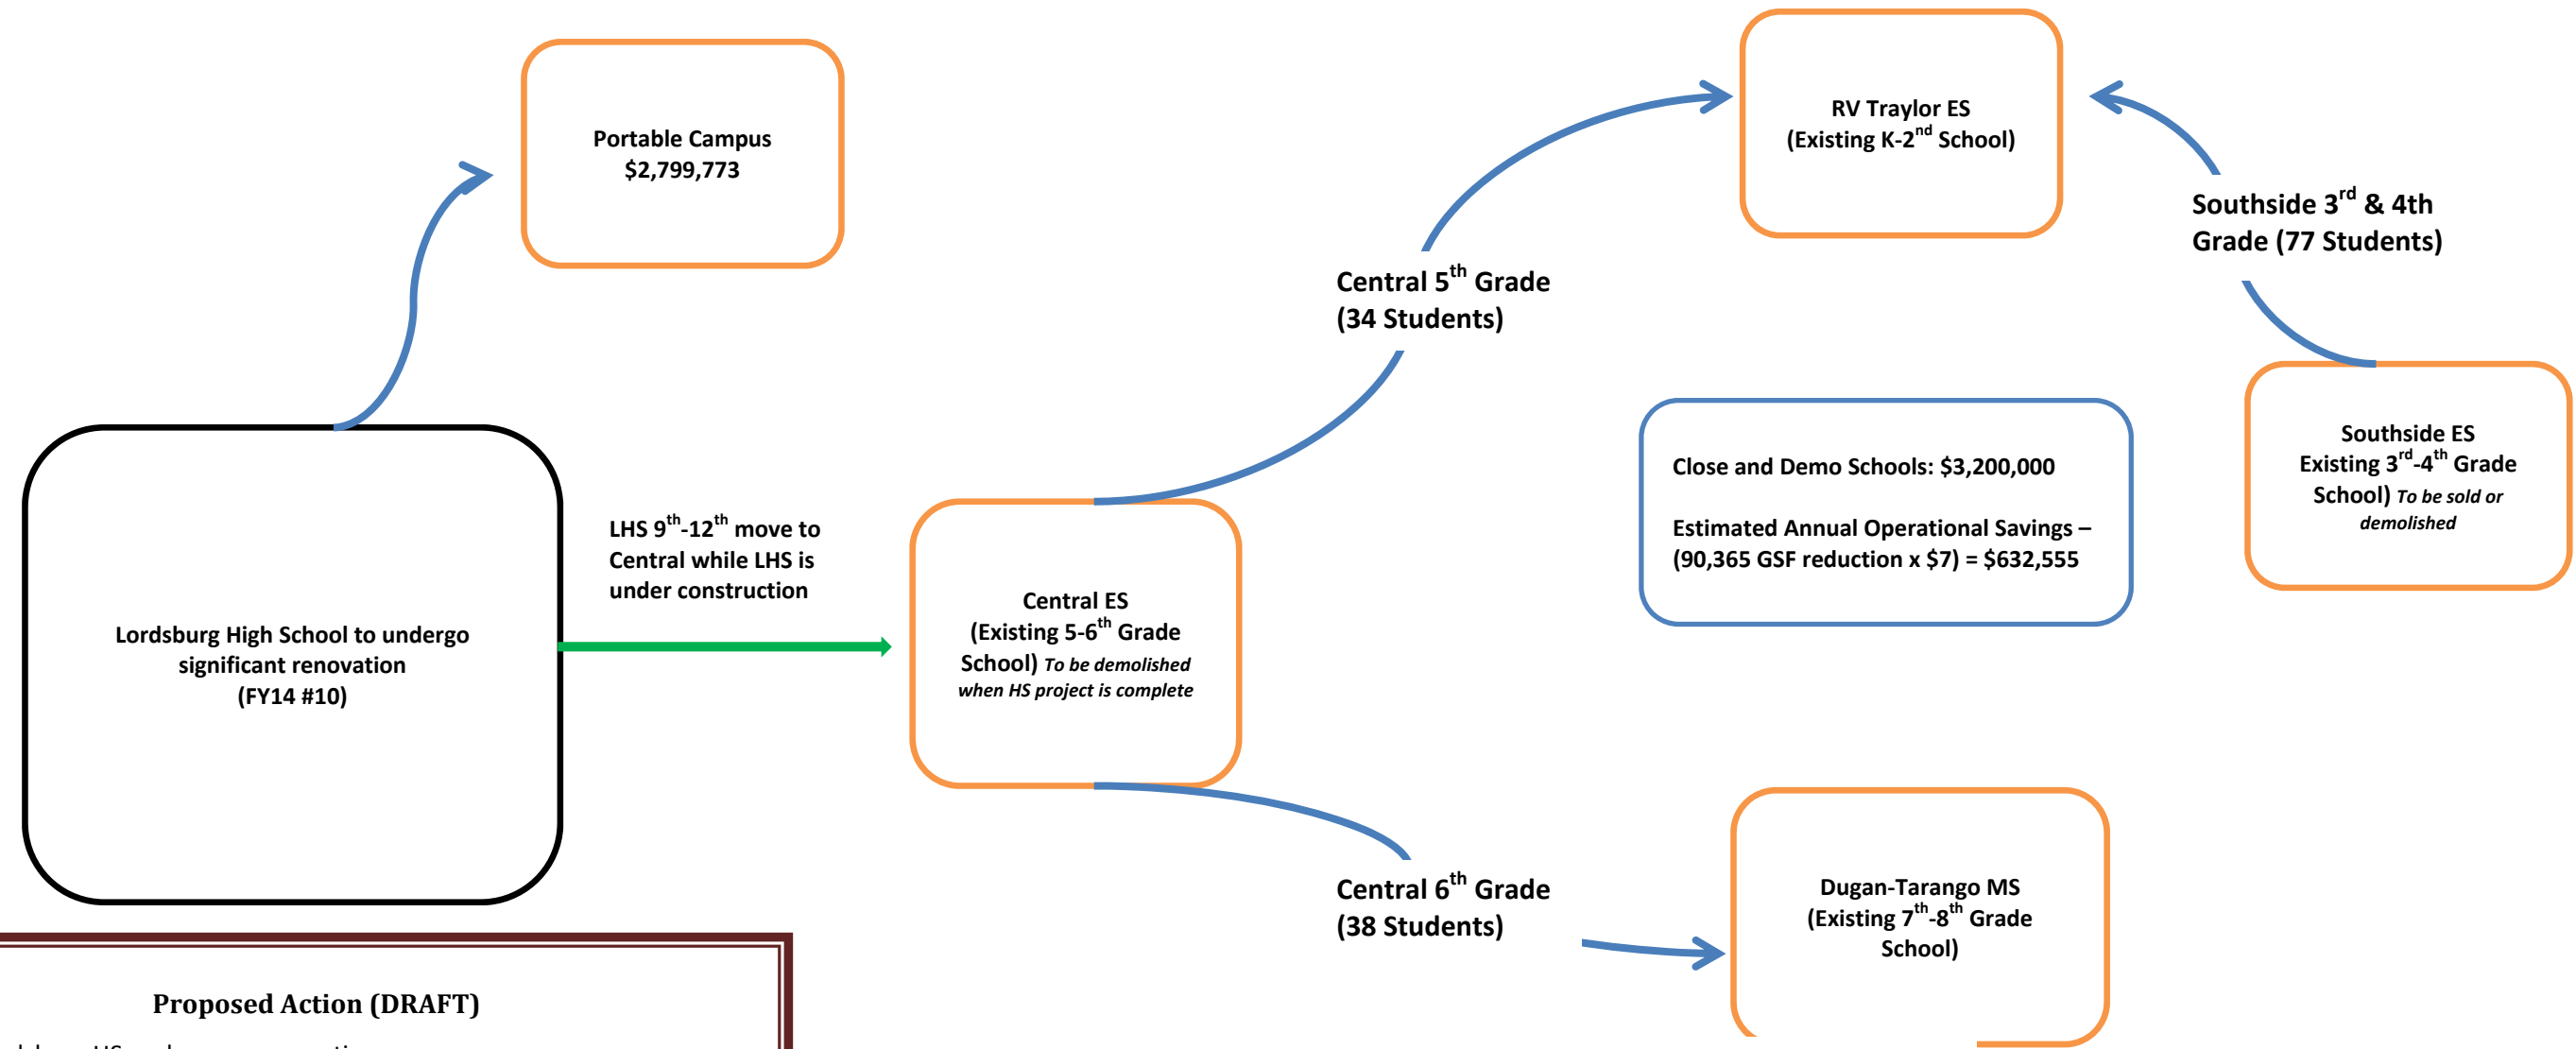 Portable Campus
$2,799,773
RV Traylor ES
(Existing K-2nd School)
Southside 3rd & 4th
Grade (77 Students)
Central 5th Grade
(34 Students)
Close and Demo Schools: $3,200,000
Estimated Annual Operational Savings –
(90,365 GSF reduction x $7) = $632,555
Southside ES
Existing 3rd-4th Grade
School) To be sold or
demolished
LHS 9th-12th move to
Central while LHS is
under construction
Lordsburg High School to undergo
significant renovation
(FY14 #10)
Central ES
(Existing 5-6th Grade
School) To be demolished
when HS project is complete
Central 6th Grade
(38 Students)
Dugan-Tarango MS
(Existing 7th-8th Grade
School)
Proposed Action (DRAFT)